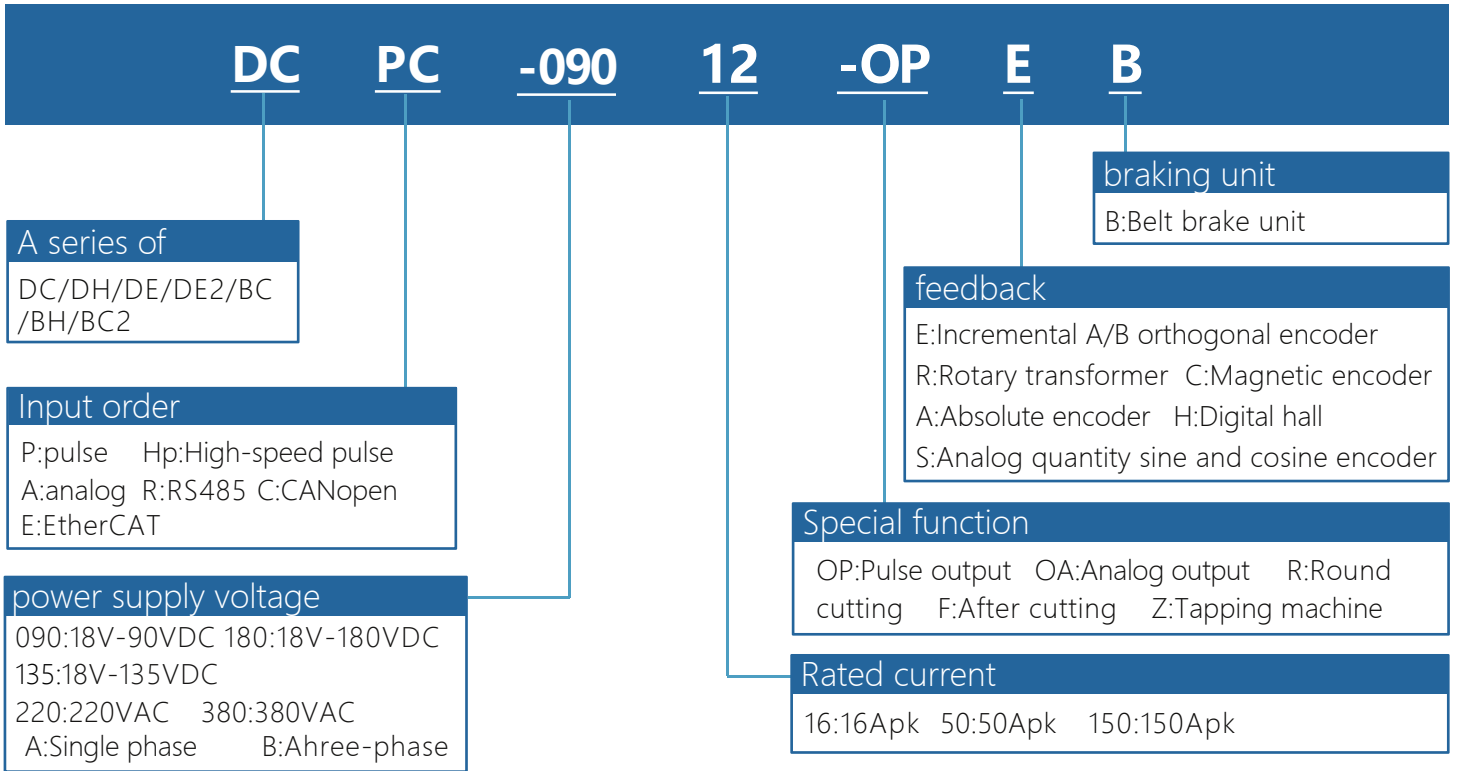 DC PC -090 12 -OP E B
braking unit
B:Belt brake unit
A series of
DC/DH/DE/DE2/BC
/BH/BC2
feedback
E:Incremental A/B orthogonal encoder
R:Rotary transformer C:Magnetic encoder
A:Absolute encoder H:Digital hall
S:Analog quantity sine and cosine encoder
Input order
P:pulse Hp:High-speed pulse
A:analog R:RS485 C:CANopen
E:EtherCAT
Special function
OP:Pulse output OA:Analog output R:Round
cutting F:After cutting Z:Tapping machine
power supply voltage
090:18V-90VDC 180:18V-180VDC
135:18V-135VDC
220:220VAC 380:380VAC
A:Single phase B:Ahree-phase
Rated current
16:16Apk 50:50Apk 150:150Apk